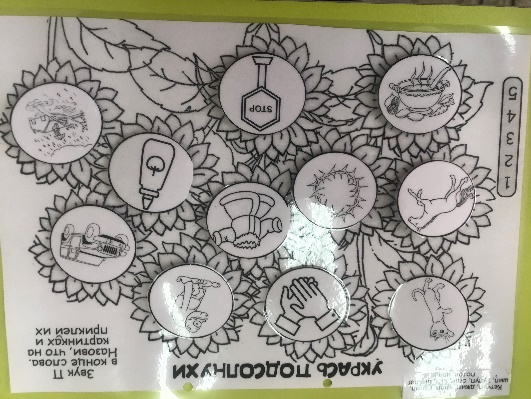 УКРАСЬ ПОДСОЛНУХИ
Звук П
в конце слова.
Назови, что на
картинках и
приклей их
STOP
1 2 3 4 5